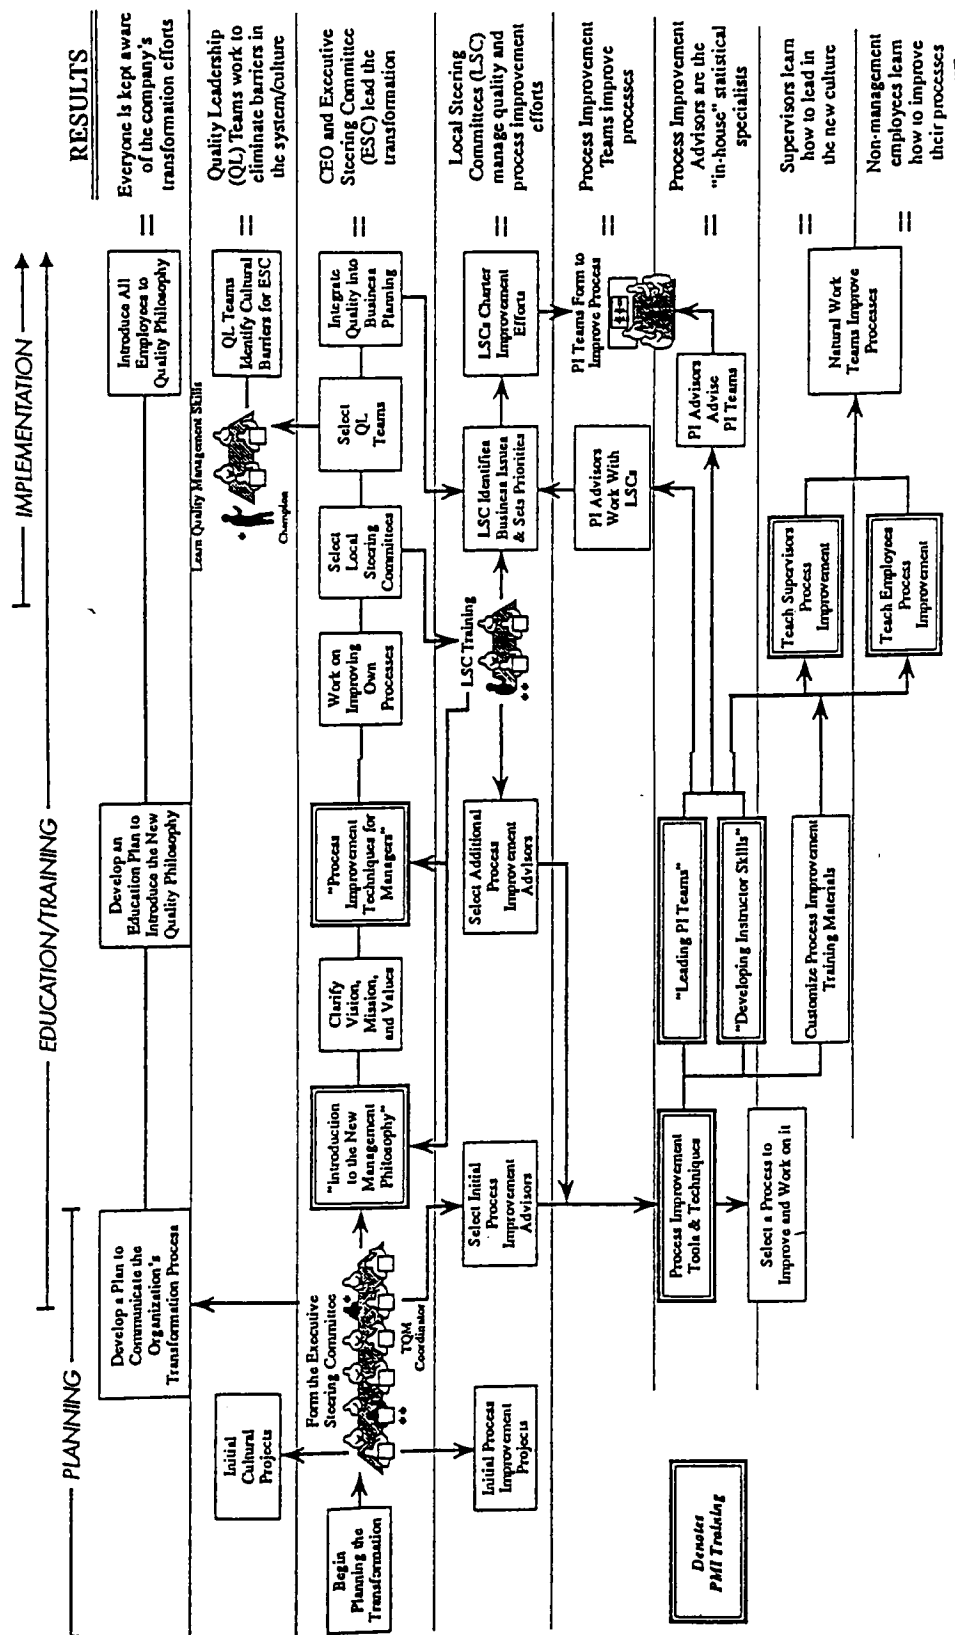 PLANNING
EDUCATION/TRAINING
IMPLEMENTATION
RESULTS
Develop a Plan to
Communicate the
Organization's
Transformation Process
Develop an
Education Plan to
Introduce the New
Quality Philosophy
Introduce All
Employees to
Quality Philosophy
=
Everyone is kept aware
of the company's
transformation efforts
Initial
Cultural
Projects
Learn Quality Management Skills
*
Champion
QL Teams
Identify Cultural
Barriers for ESC
=
Quality Leadership
(QL) Teams work to
eliminate barriers in
the system/culture
Begin
Planning the
Transformation
Form the Executive
Steering Committee
**
*
TQM
Coordinator
"Introduction
to the New
Management
Philosophy"
Clarify
Vision,
Mission,
and Values
"Process
Improvement
Techniques for
Managers"
Work on
Improving
Own
Processes
Select
Local
Steering
Committees
Select
QL
Teams
Integrate
Quality into
Business
Planning
=
CEO and Executive
Steering Committee
(ESC) lead the
transformation
Initial Process
Improvement
Projects
Select Initial
Process
Improvement
Advisors
Select Additional
Process
Improvement
Advisors
LSC Training
**
LSC Identifies
Business Issues
& Sets Priorities
LSCs Charter
Improvement
Efforts
=
Local Steering
Committees (LSC)
manage quality and
process improvement
efforts
PI Advisors
Work With
LSCs
PI Teams Form to
Improve Process
=
Process Improvement
Teams improve
processes
Denotes
PMI Training
Process Improvement
Tools & Techniques
"Leading PI Teams"
"Developing Instructor Skills"
PI Advisors
Advise
PI Teams
=
Process Improvement
Advisors are the
"in-house" statistical
specialists
Select a Process to
Improve and Work on it
Customize Process Improvement
Training Materials
Teach Supervisors
Process
Improvement
=
Supervisors learn
how to lead in
the new culture
Teach Employees
Process
Improvement
Natural Work
Teams Improve
Processes
=
Non-management
employees learn
how to improve
their processes